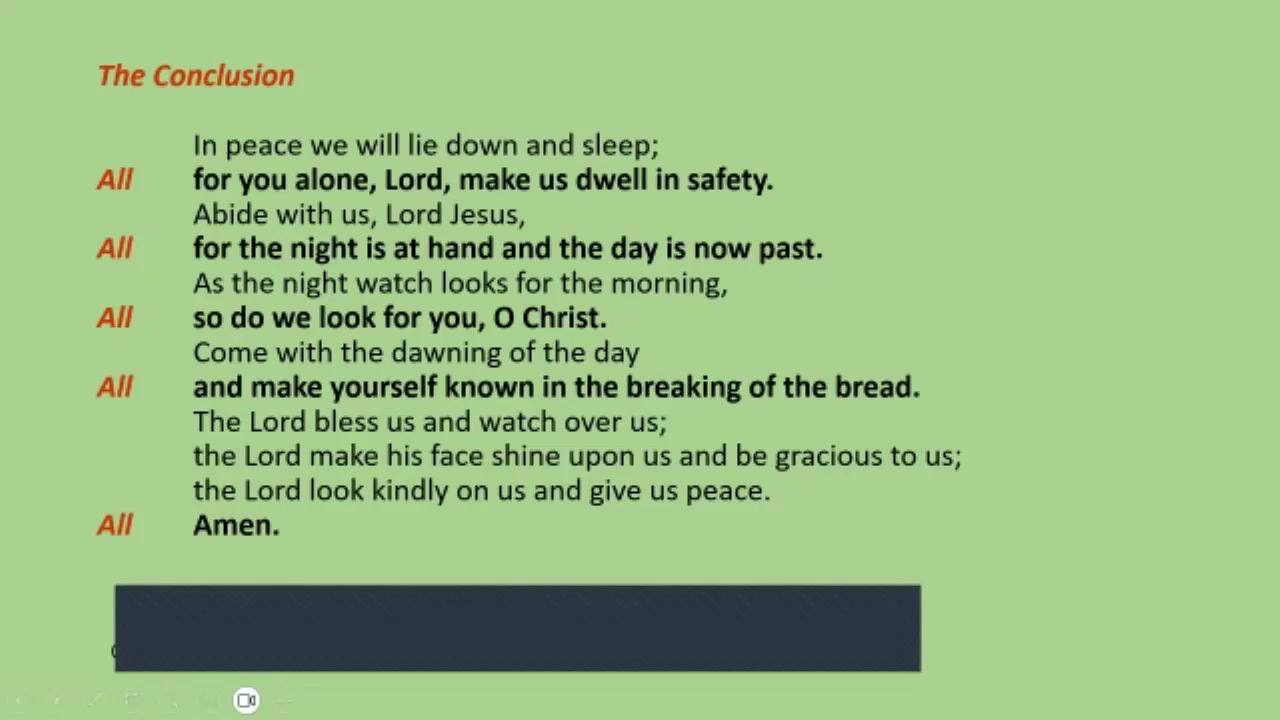 The Conclusion
In peace we will lie down and sleep;
All for you alone, Lord, make us dwell in safety.
Abide with us, Lord Jesus,
All for the night is at hand and the day is now past.
As the night watch looks for the morning,
All so do we look for you, O Christ.
Come with the dawning of the day
All and make yourself known in the breaking of the bread.
The Lord bless us and watch over us;
the Lord make his face shine upon us and be gracious to us;
the Lord look kindly on us and give us peace.
All Amen.